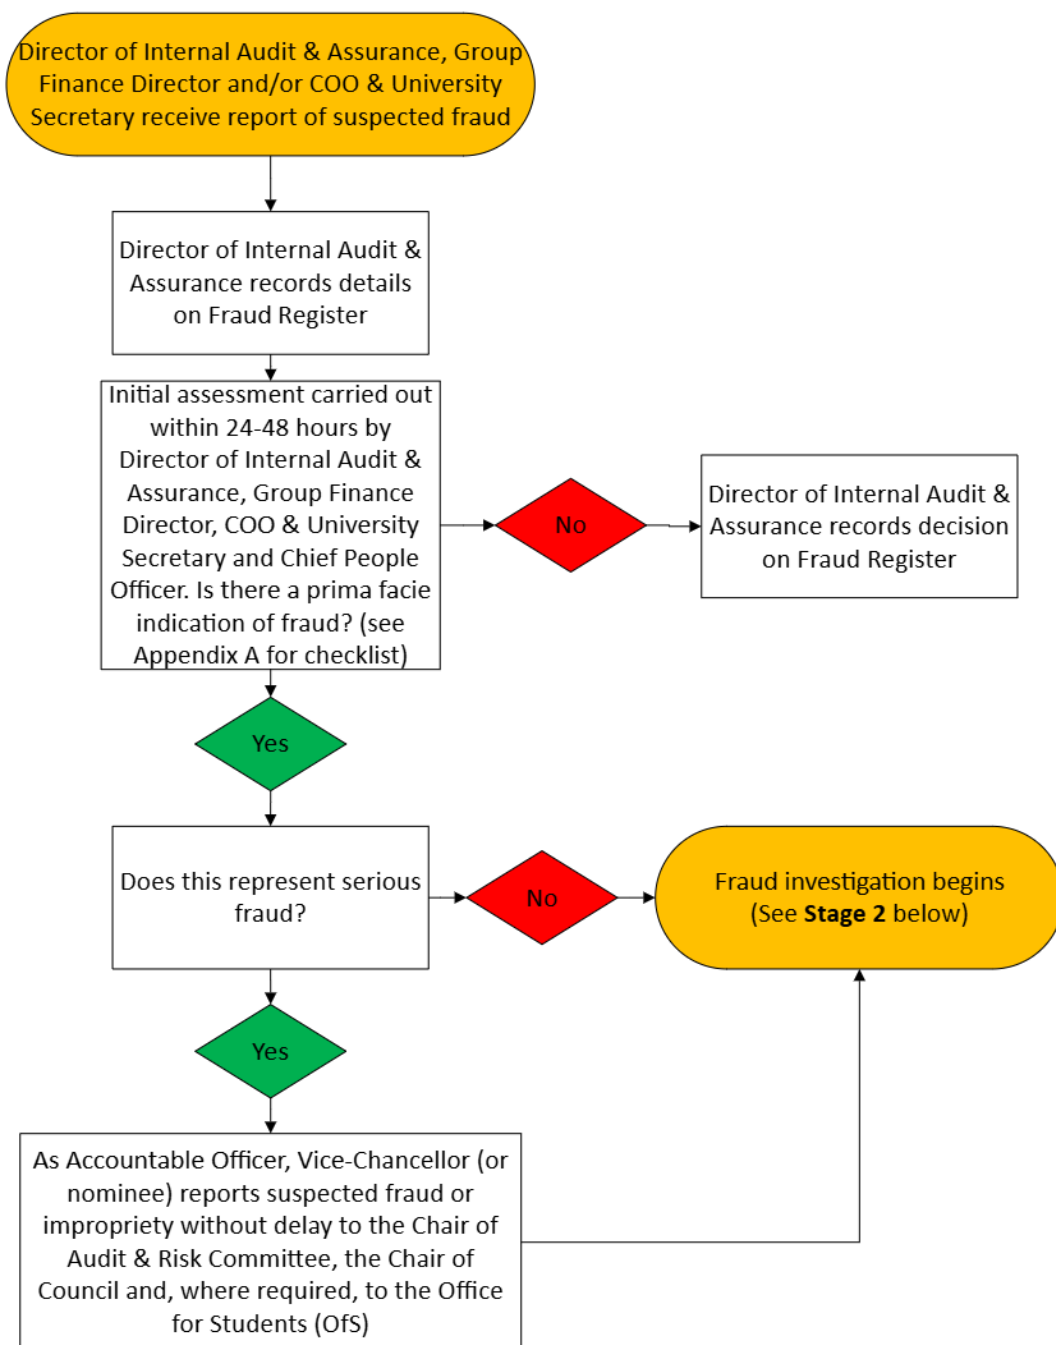 Director of Internal Audit & Assurance, Group
Finance Director and/or COO & University
Secretary receive report of suspected fraud
Director of Internal Audit &
Assurance records details
on Fraud Register
Initial assessment carried out
within 24-48 hours by
Director of Internal Audit &
Assurance, Group Finance
Director, COO & University
Secretary and Chief People
Officer. Is there a prima facie
indication of fraud? (see
Appendix A for checklist)
No
Director of Internal Audit &
Assurance records decision
on Fraud Register
Yes
Does this represent serious
fraud?
No
Fraud investigation begins
(See Stage 2 below)
Yes
As Accountable Officer, Vice-Chancellor (or
nominee) reports suspected fraud or
impropriety without delay to the Chair of
Audit & Risk Committee, the Chair of
Council and, where required, to the Office
for Students (OfS)